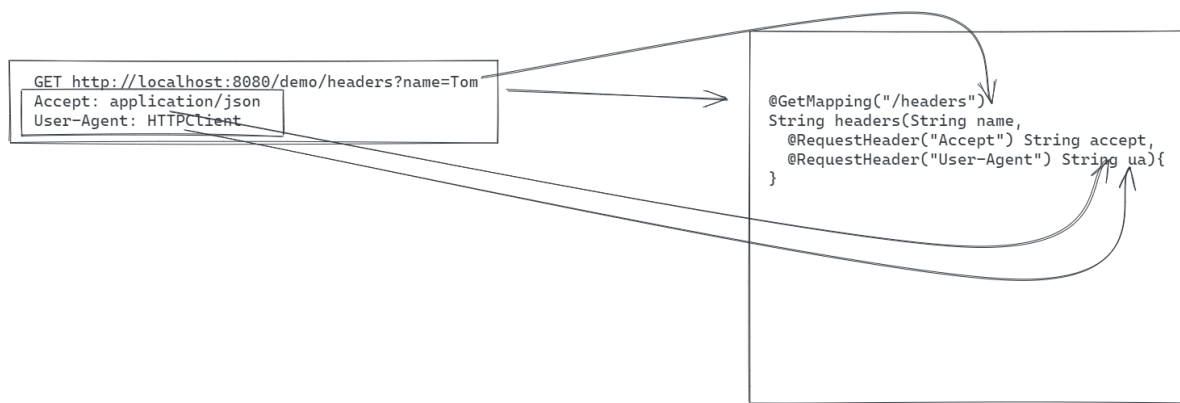 GET http://localhost:8080/demo/headers?name=Tom
Accept: application/json
User-Agent: HTTPClient
@GetMapping("/headers")
String headers(String name,
@RequestHeader("Accept") String accept,
@RequestHeader("User-Agent") String ua){
}